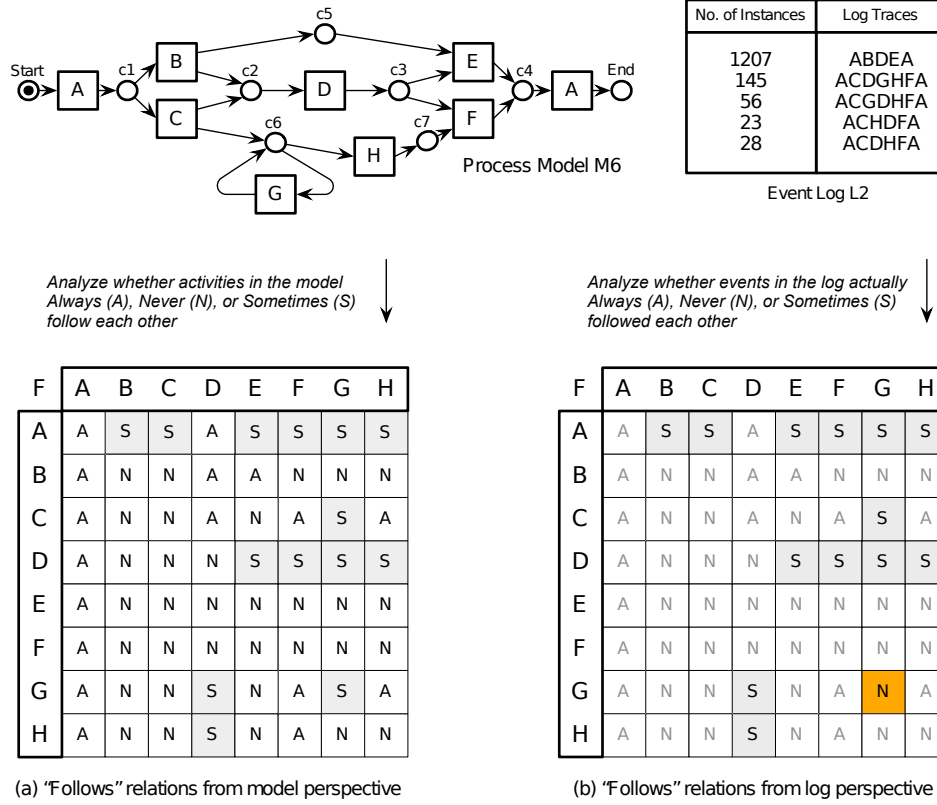 c5
B
E
Start
c1
c2
c3
c4
End
A
D
A
C
F
c6
c7
H
G
Process Model M6
No. of Instances Log Traces
1207 ABDEA
145 ACDGHFA
56 ACGDHFA
23 ACHDFA
28 ACDHFA
Event Log L2
Analyze whether activities in the model
Always (A), Never (N), or Sometimes (S)
follow each other
Analyze whether events in the log actually
Always (A), Never (N), or Sometimes (S)
followed each other
F A B C D E F G H
A A S S A S S S S
B A N N A A N N N
C A N N A N A S A
D A N N N S S S S
E A N N N N N N N
F A N N N N N N N
G A N N S N A S A
H A N N S N A N N
(a) “Follows” relations from model perspective
F A B C D E F G H
A A S S A S S S S
B A N N A A N N N
C A N N A N A S A
D A N N N S S S S
E A N N N N N N N
F A N N N N N N N
G A N N S N A N A
H A N N S N A N N
(b) “Follows” relations from log perspective